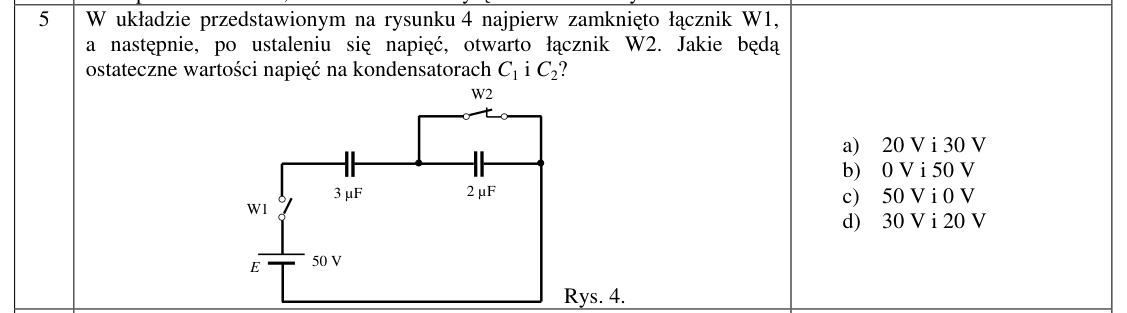 5 W układzie przedstawionym na rysunku 4 najpierw zamknięto łącznik W1,
a następnie, po ustaleniu się napięć, otwarto łącznik W2. Jakie będą
ostateczne wartości napięć na kondensatorach C₁ i C₂?
W2
3 μF
2 μF
W1
E
50 V
Rys. 4.
a) 20 V i 30 V
b) 0 V i 50 V
c) 50 V i 0 V
d) 30 V i 20 V